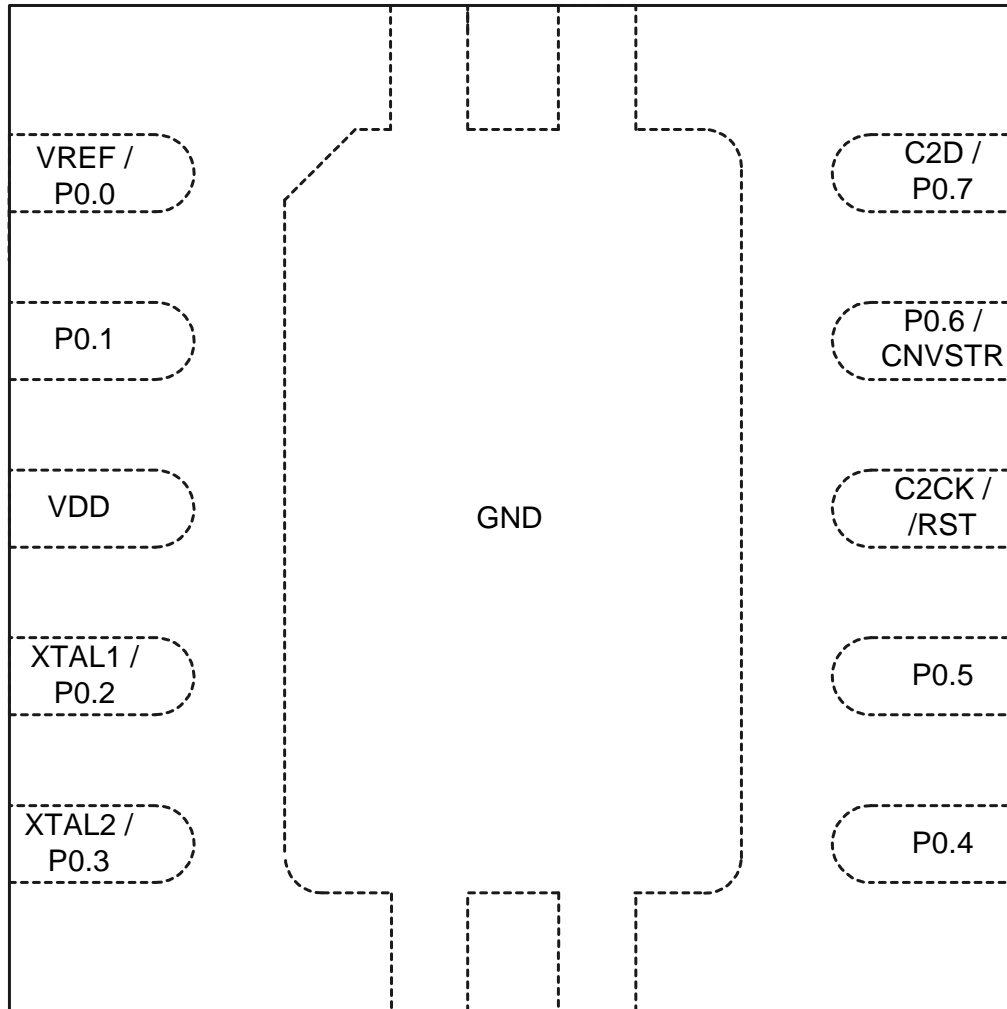 VREF /
P0.0
P0.1
VDD
XTAL1 /
P0.2
XTAL2 /
P0.3
GND
C2D /
P0.7
P0.6 /
CNVSTR
C2CK /
/RST
P0.5
P0.4